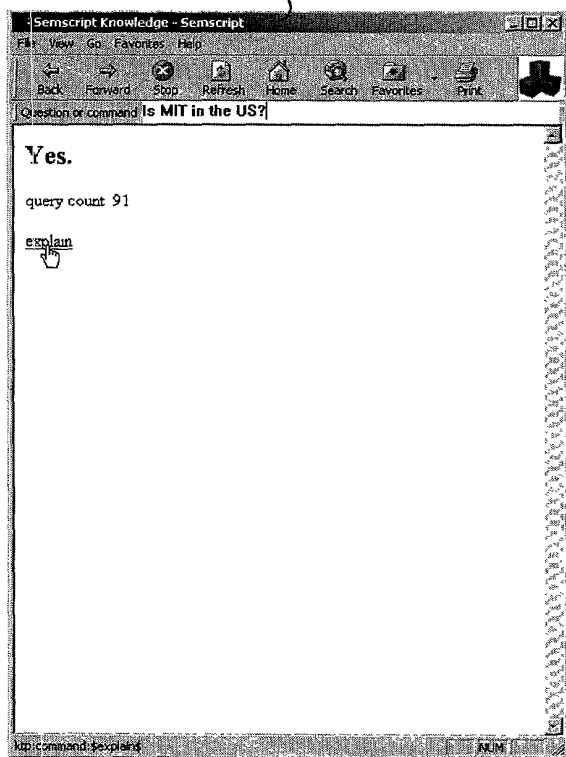 Semscript Knowledge - Semscript
File View Go Favorites Help
Back Forward Stop Refresh Home Search Favorites Print
Question or command Is MIT in the US?
Yes.
query count 91
explain
ktp:command:$explain$ NUM